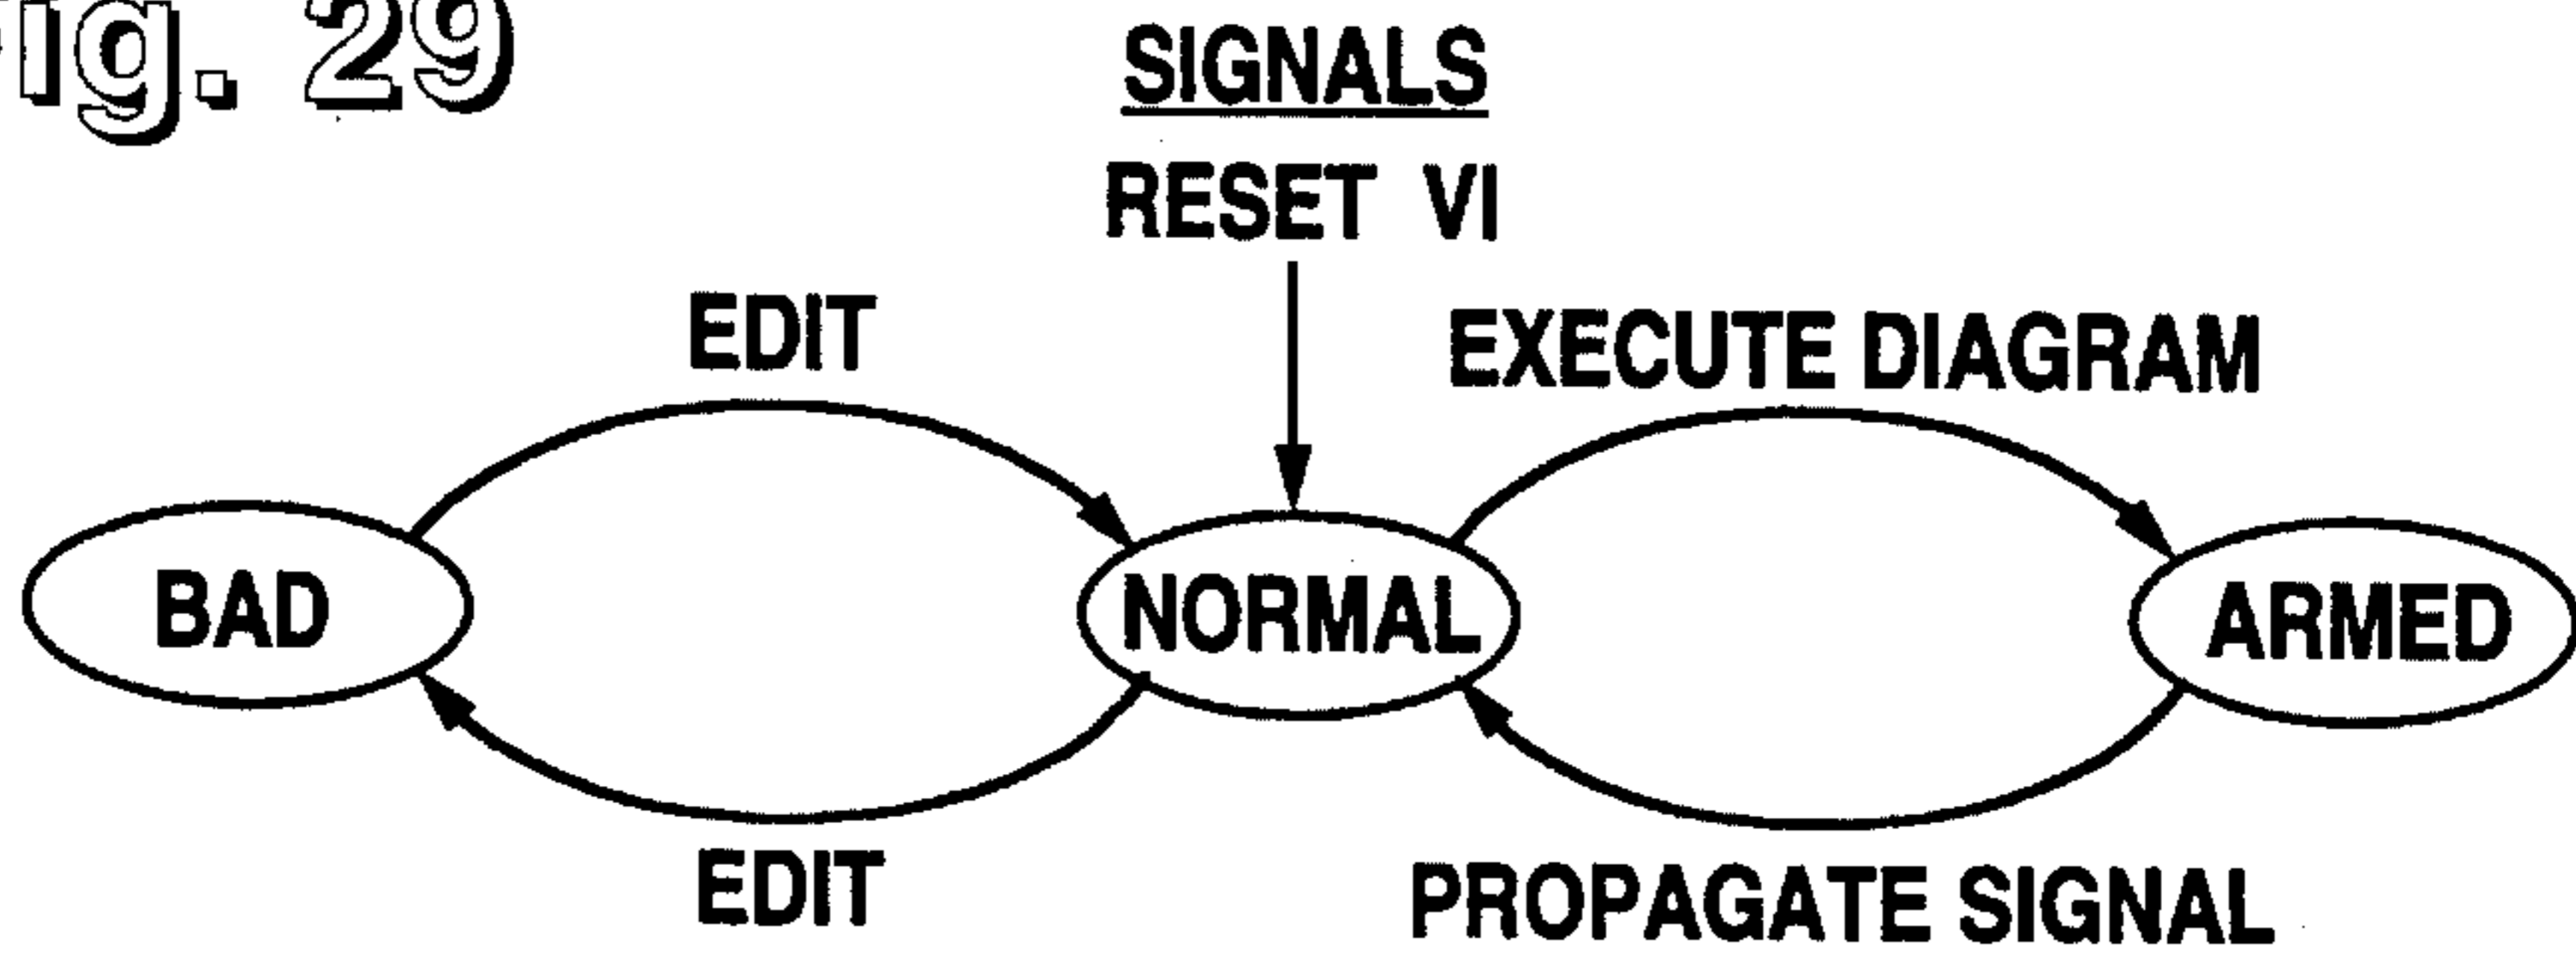 ig. 29
SIGNALS
RESET VI
EDIT
EXECUTE DIAGRAM
BAD
NORMAL
ARMED
EDIT
PROPAGATE SIGNAL